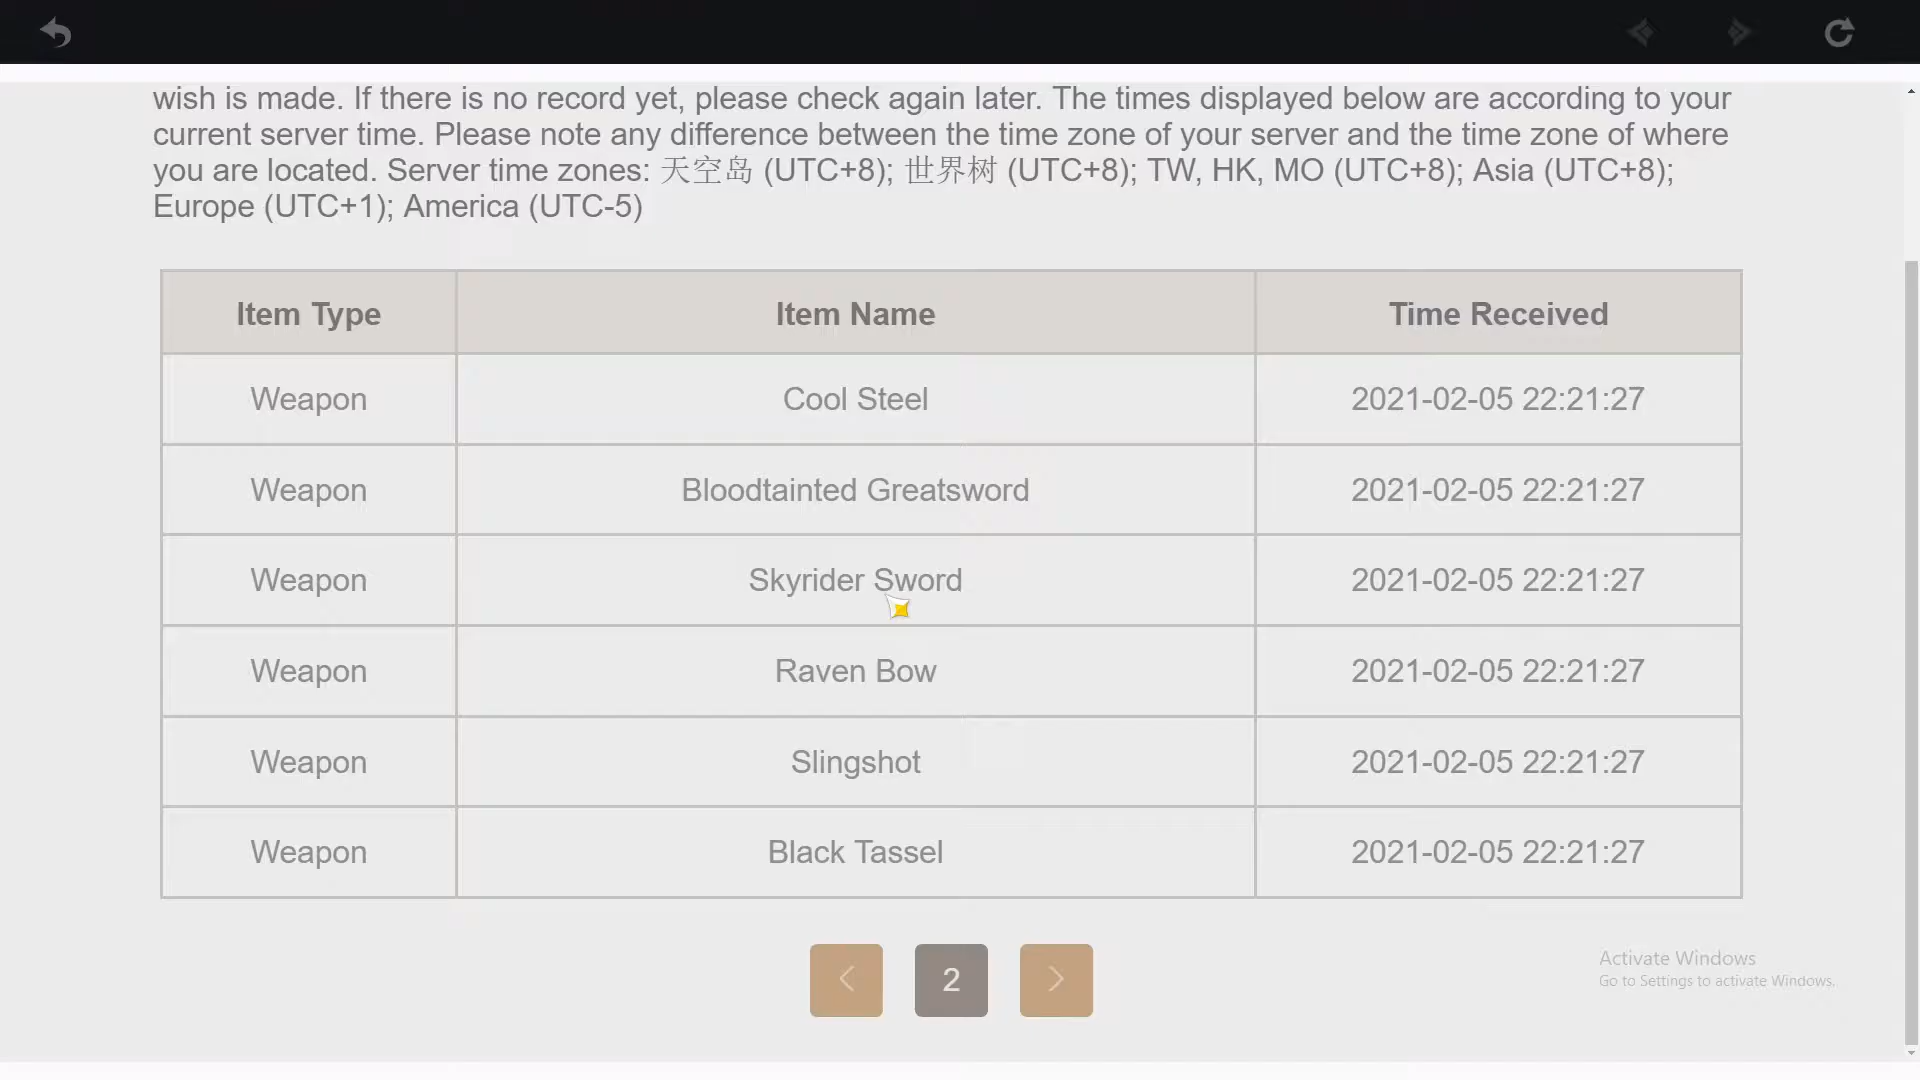 wish is made. If there is no record yet, please check again later. The times displayed below are according to your
current server time. Please note any difference between the time zone of your server and the time zone of where
you are located. Server time zones: 天空岛 (UTC+8); 世界树 (UTC+8); TW, HK, MO (UTC+8); Asia (UTC+8);
Europe (UTC+1); America (UTC-5)
Item Type Item Name Time Received
Weapon Cool Steel 2021-02-05 22:21:27
Weapon Bloodtainted Greatsword 2021-02-05 22:21:27
Weapon Skyrider Sword 2021-02-05 22:21:27
Weapon Raven Bow 2021-02-05 22:21:27
Weapon Slingshot 2021-02-05 22:21:27
Weapon Black Tassel 2021-02-05 22:21:27
2
Activate Windows
Go to Settings to activate Windows.